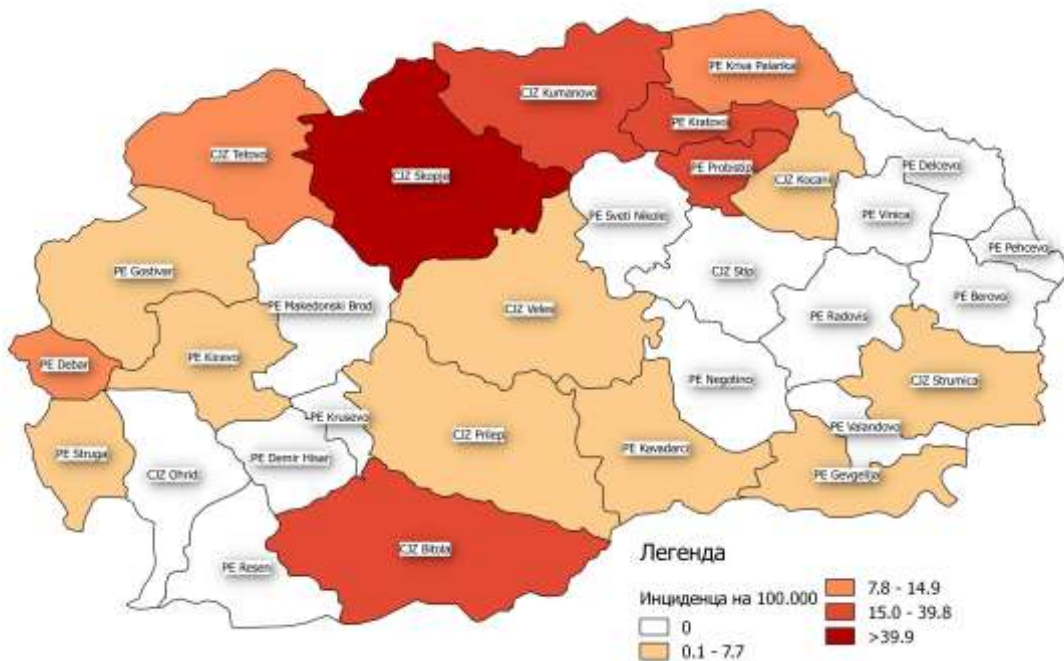 PE Kriva Palanka
CJZ Kumanovo
PE Kratovo
CJZ Tetovo
PE Probistip
PE Delcevo
CJZ Skopje
CJZ Kocani
PE Sveti Nikole
PE Vinica
PE Pehcevo
PE Gostivar
CJZ Stip
PE Berovo
PE Makedonski Brod
CJZ Veles
PE Radovis
PE Kicevo
PE Debar
PE Negotino
CJZ Strumica
PE Krusevo
PE Valandovo
CJZ Prilep
PE Kavadarci
PE Struga
PE Demir Hisar
CJZ Ohrid
PE Gevgelija
CJZ Bitola
PE Resen
Легенда
Инциденца на 100.000
0
0.1 - 7.7
7.8 - 14.9
15.0 - 39.8
>39.9